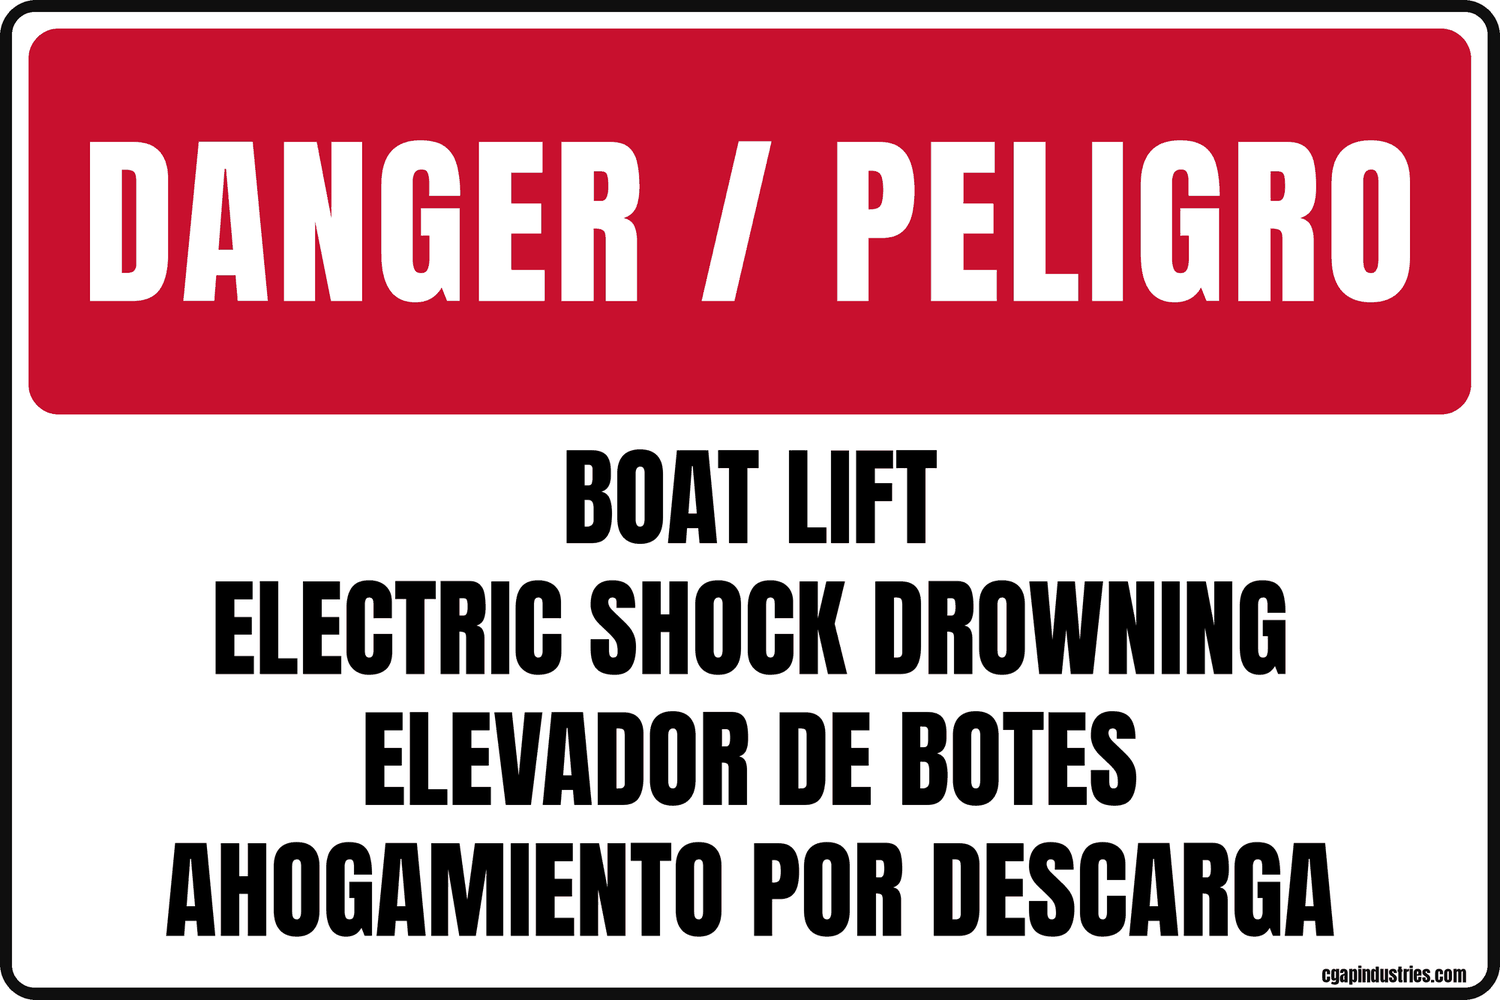 DANGER / PELIGRO
BOAT LIFT
ELECTRIC SHOCK DROWNING
ELEVADOR DE BOTES
AHOGAMIENTO POR DESCARGA
cgapindustries.com